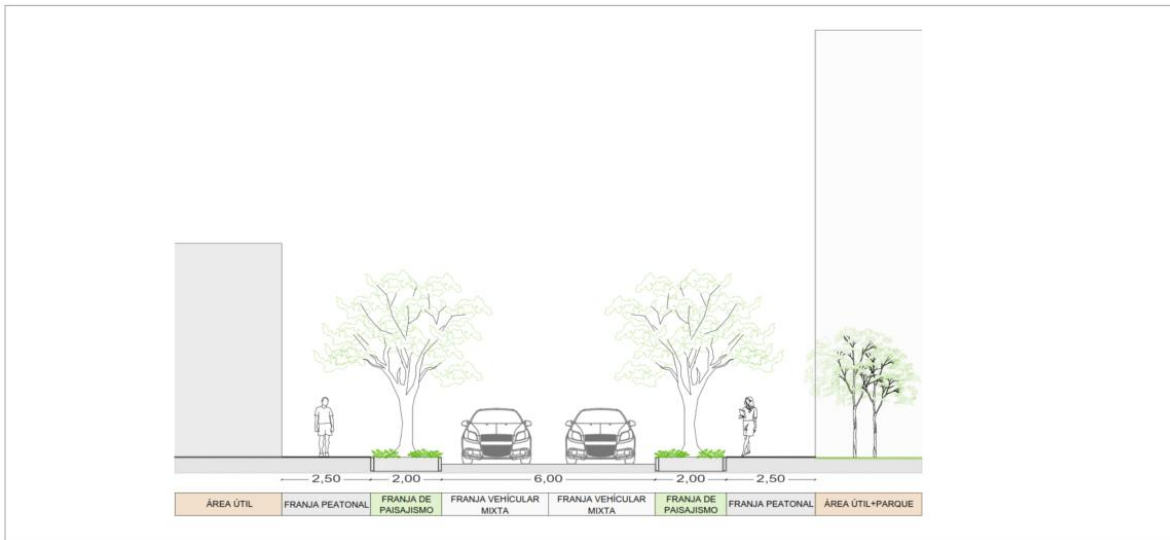 2,50
2,00
6,00
2,00
2,50
ÁREA ÚTIL
FRANJA PEATONAL
FRANJA DE
PAISAJISMO
FRANJA VEHÍCULAR
MIXTA
FRANJA VEHÍCULAR
MIXTA
FRANJA DE
PAISAJISMO
FRANJA PEATONAL
ÁREA ÚTIL+PARQUE